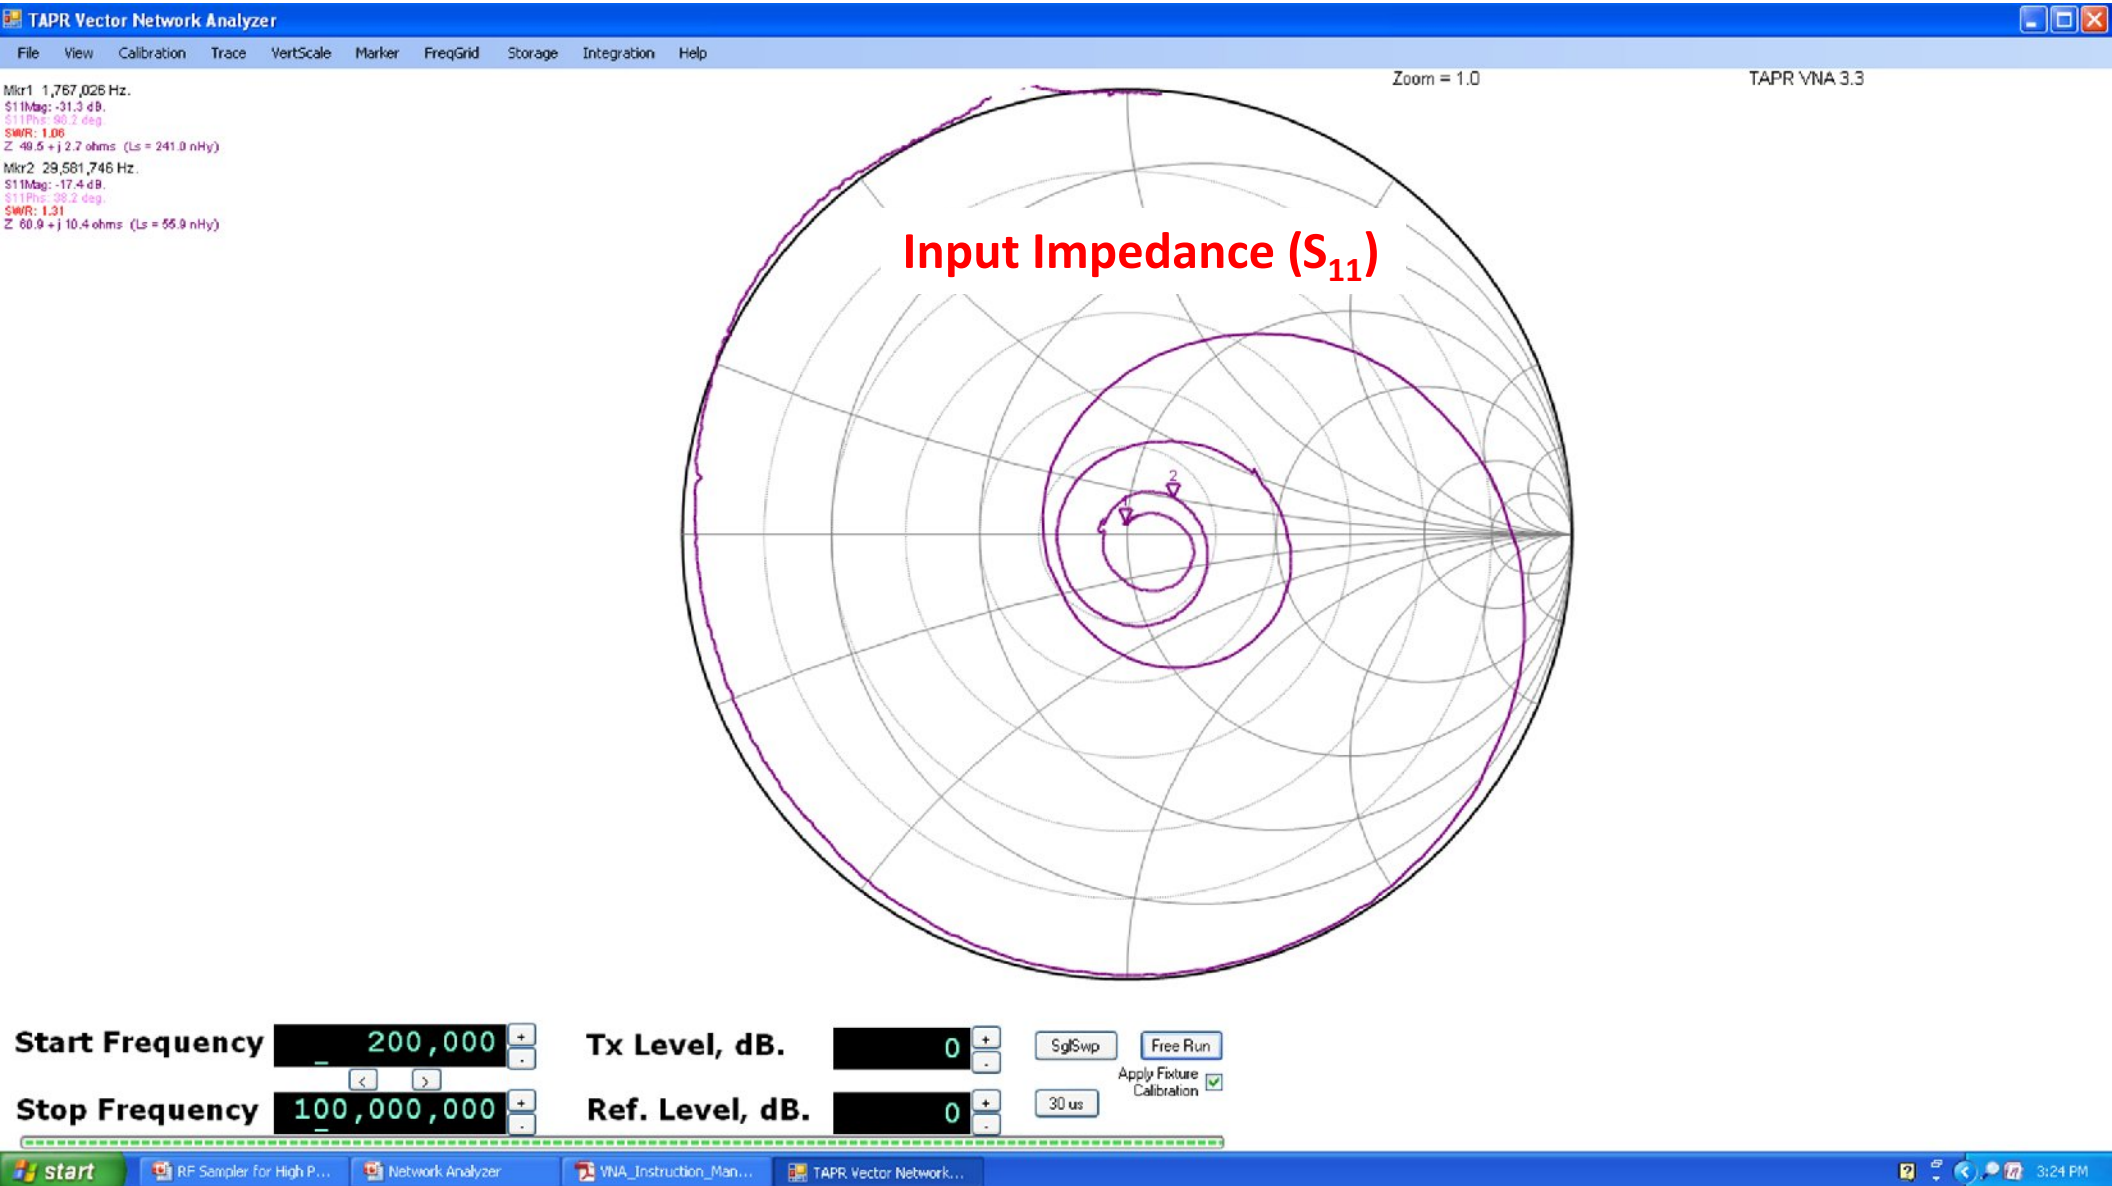 TAPR Vector Network Analyzer
File View Calibration Trace VertScale Marker FreqGrid Storage Integration Help
Zoom = 1.0 TAPR VNA 3.3
Mkr1 1,767,026 Hz.
S11Mag: -31.3 dB.
S11Phs: 98.2 deg.
SWR: 1.06
Z 49.5 + j 2.7 ohms (Ls = 241.0 nHy)
Mkr2 29,581,746 Hz.
S11Mag: -17.4 dB.
S11Phs: 38.2 deg.
SWR: 1.31
Z 60.9 + j 10.4 ohms (Ls = 55.9 nHy)
Input Impedance (S11)
2
1
Start Frequency 200,000 + - Tx Level, dB. 0 + - SglSwp Free Run
< > Apply Fixture
Calibration
Stop Frequency 100,000,000 + - Ref. Level, dB. 0 + - 30 us
start RF Sampler for High P... Network Analyzer VNA_Instruction_Man... TAPR Vector Network... 3:24 PM